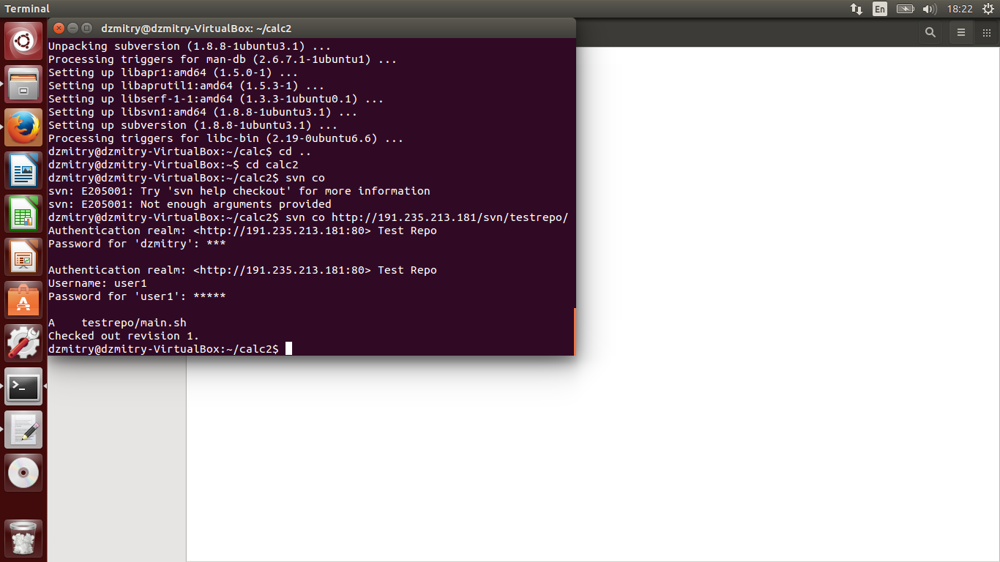 Terminal
En
18:22
dzmitry@dzmitry-VirtualBox: ~/calc2
Unpacking subversion (1.8.8-1ubuntu3.1) ...
Processing triggers for man-db (2.6.7.1-1ubuntu1) ...
Setting up libapr1:amd64 (1.5.0-1) ...
Setting up libaprutil1:amd64 (1.5.3-1) ...
Setting up libserf-1-1:amd64 (1.3.3-1ubuntu0.1) ...
Setting up libsvn1:amd64 (1.8.8-1ubuntu3.1) ...
Setting up subversion (1.8.8-1ubuntu3.1) ...
Processing triggers for libc-bin (2.19-0ubuntu6.6) ...
dzmitry@dzmitry-VirtualBox:~/calc$ cd ..
dzmitry@dzmitry-VirtualBox:~$ cd calc2
dzmitry@dzmitry-VirtualBox:~/calc2$ svn co
svn: E205001: Try 'svn help checkout' for more information
svn: E205001: Not enough arguments provided
dzmitry@dzmitry-VirtualBox:~/calc2$ svn co http://191.235.213.181/svn/testrepo/
Authentication realm: <http://191.235.213.181:80> Test Repo
Password for 'dzmitry': ***
Authentication realm: <http://191.235.213.181:80> Test Repo
Username: user1
Password for 'user1': *****
A    testrepo/main.sh
Checked out revision 1.
dzmitry@dzmitry-VirtualBox:~/calc2$